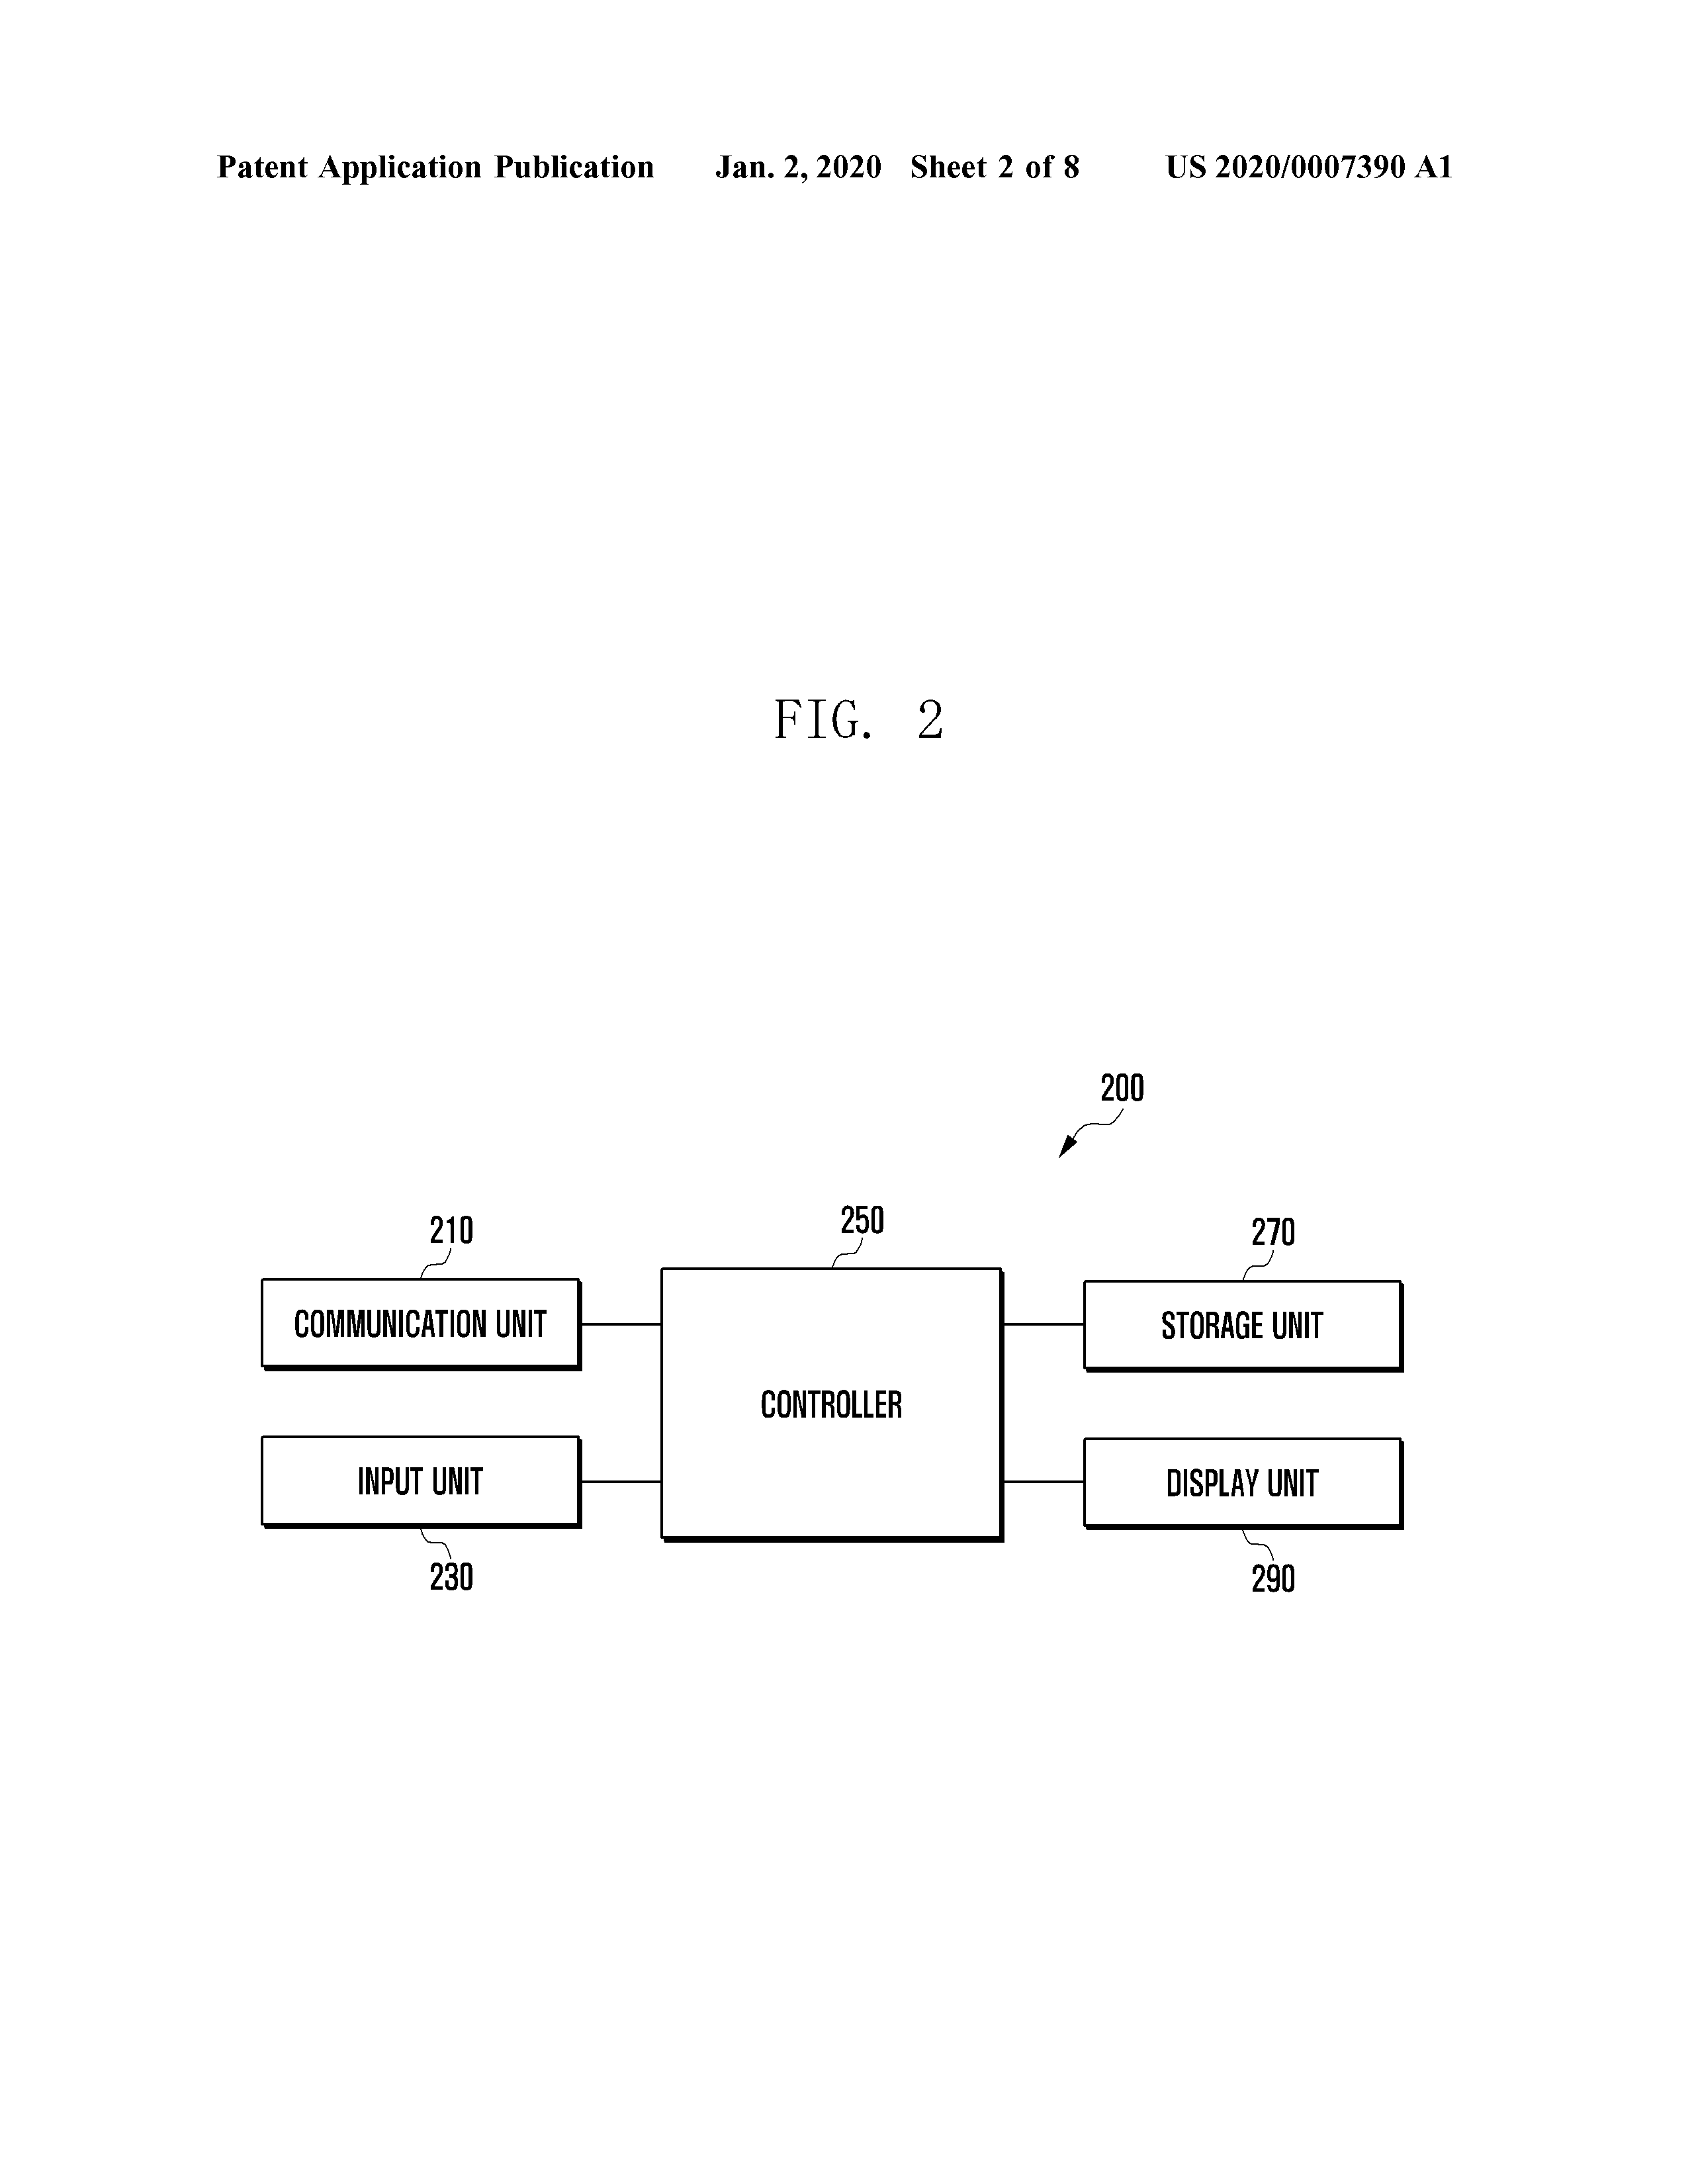 Patent Application Publication Jan. 2, 2020 Sheet 2 of 8 US 2020/0007390 A1
FIG. 2
200
210
250
270
COMMUNICATION UNIT
STORAGE UNIT
CONTROLLER
INPUT UNIT
DISPLAY UNIT
230
290